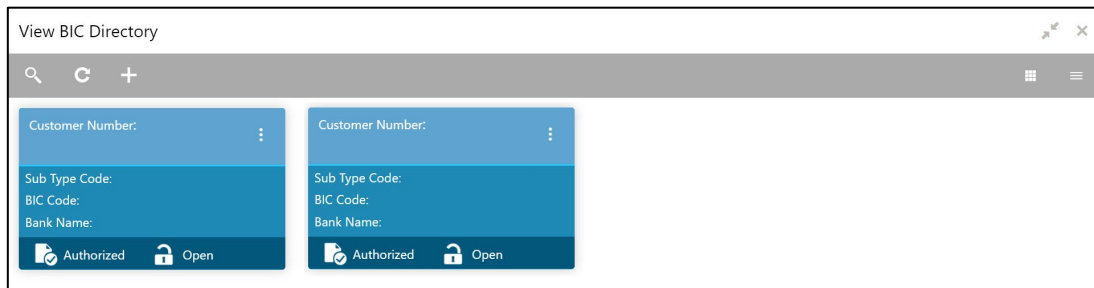 View BIC Directory
Customer Number:
Sub Type Code:
BIC Code:
Bank Name:
Authorized Open
Customer Number:
Sub Type Code:
BIC Code:
Bank Name:
Authorized Open